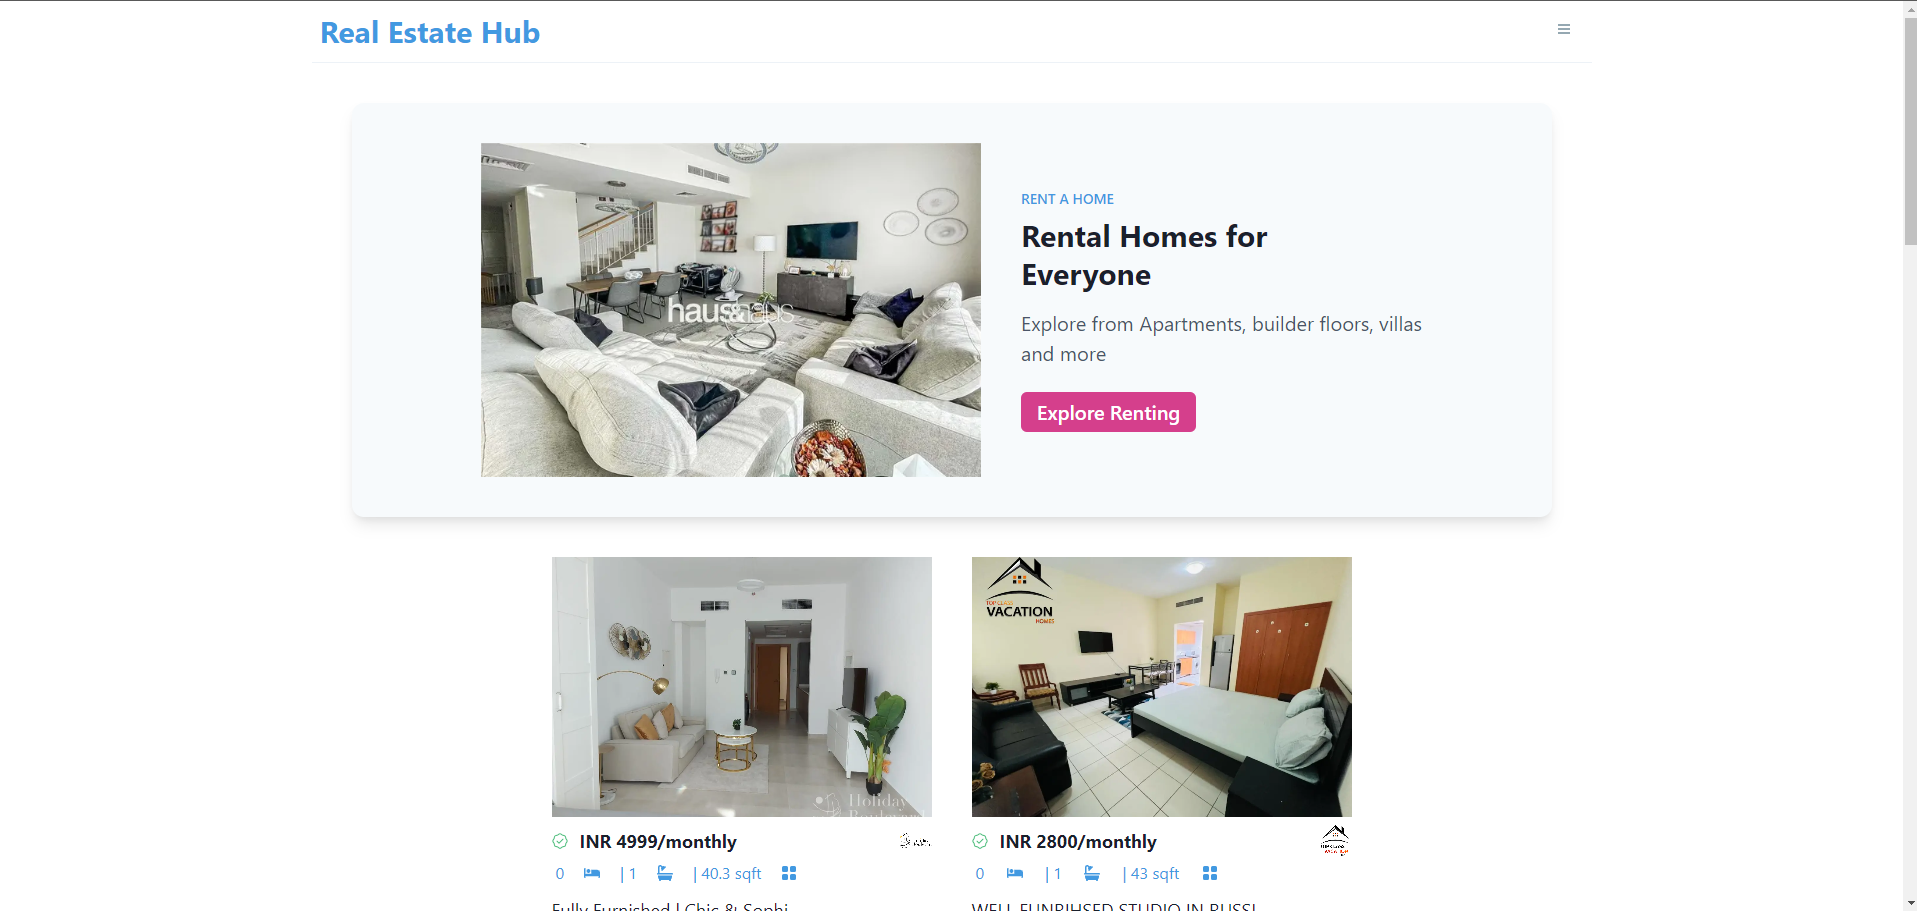 Real Estate Hub
haus&haus
RENT A HOME
Rental Homes for
Everyone
Explore from Apartments, builder floors, villas
and more
Explore Renting
Holiday
TOP CLASS
VACATION
HOMES
INR 4999/monthly
0 | 1 | 40.3 sqft
Fully Furnished | Chic & Sophi
INR 2800/monthly
0 | 1 | 43 sqft
WELL FUNRIHSED STUDIO IN RUSSI